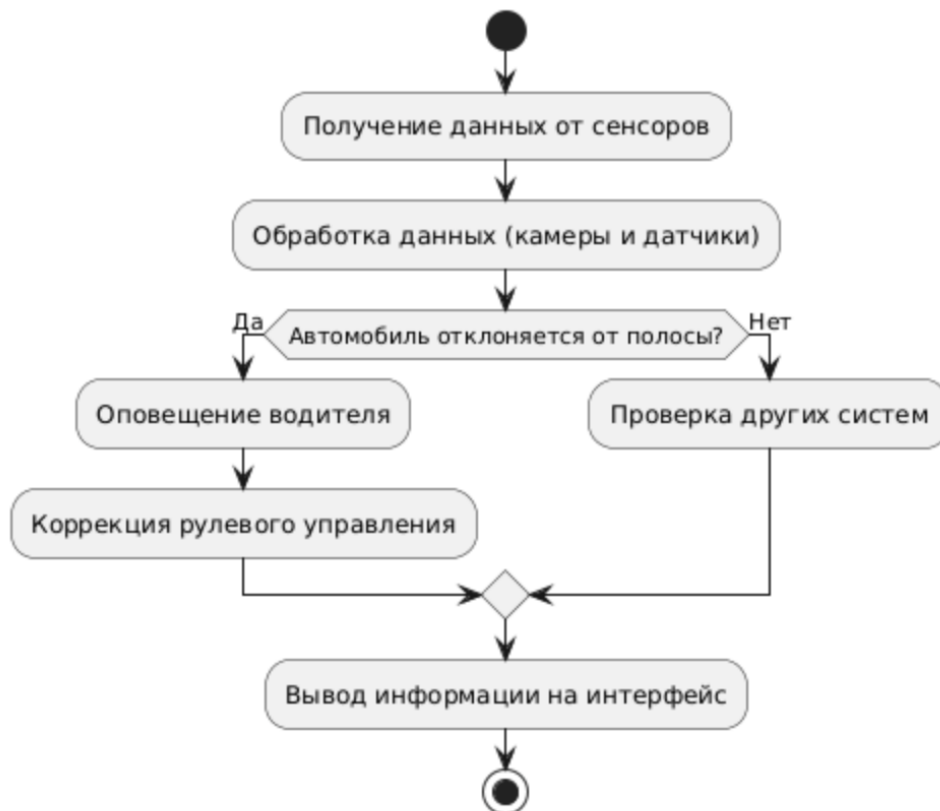 Получение данных от сенсоров
Обработка данных (камеры и датчики)
Да
Автомобиль отклоняется от полосы?
Нет
Оповещение водителя
Проверка других систем
Коррекция рулевого управления
Вывод информации на интерфейс